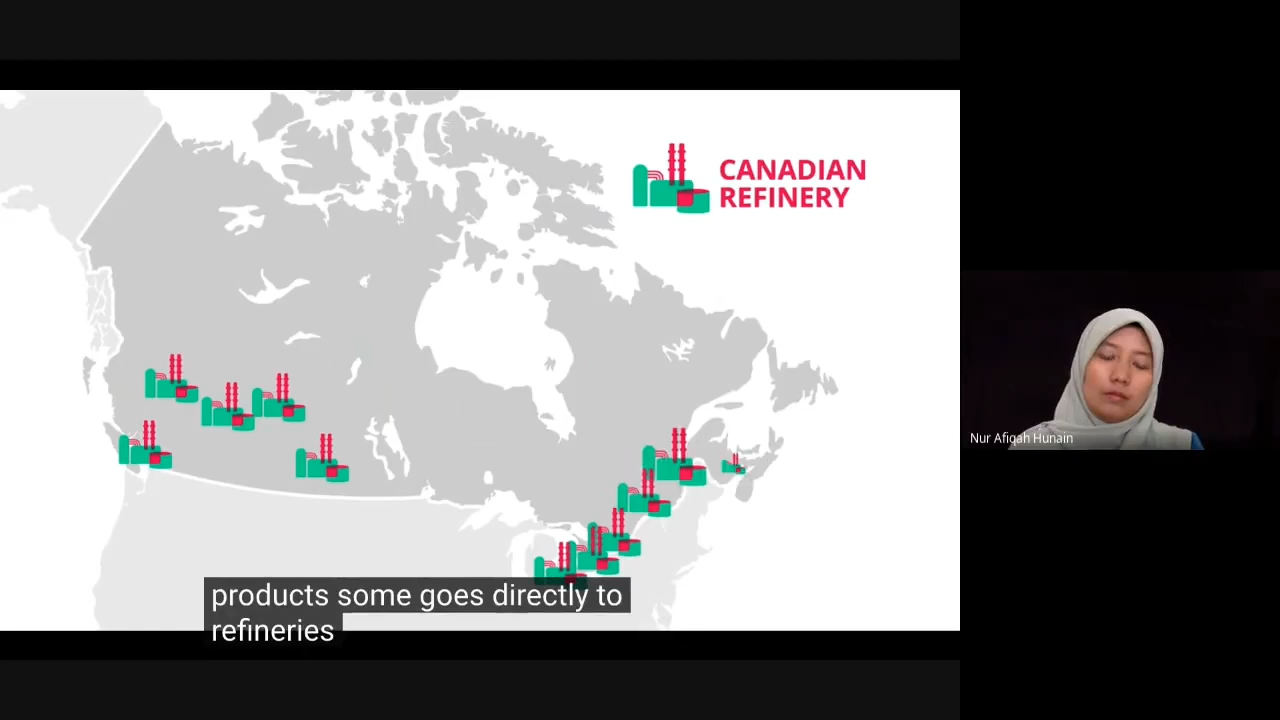 CANADIAN
REFINERY
products some goes directly to
refineries
Nur Afiqah Hunain